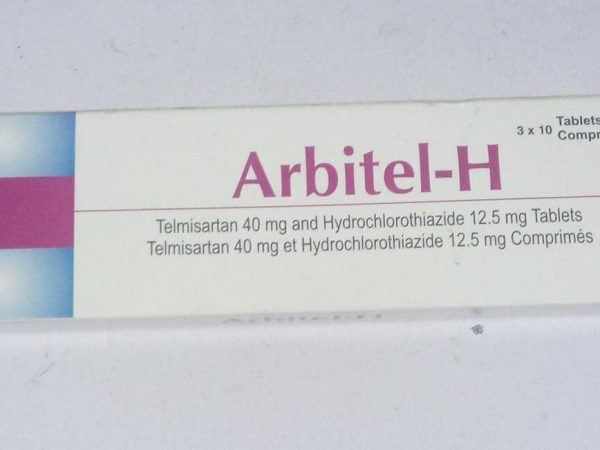 3 x 10 Tablets
Arbitel-H
Telmisartan 40 mg and Hydrochlorothiazide 12.5 mg Tablets
Telmisartan 40 mg et Hydrochlorothiazide 12.5 mg Comprimés